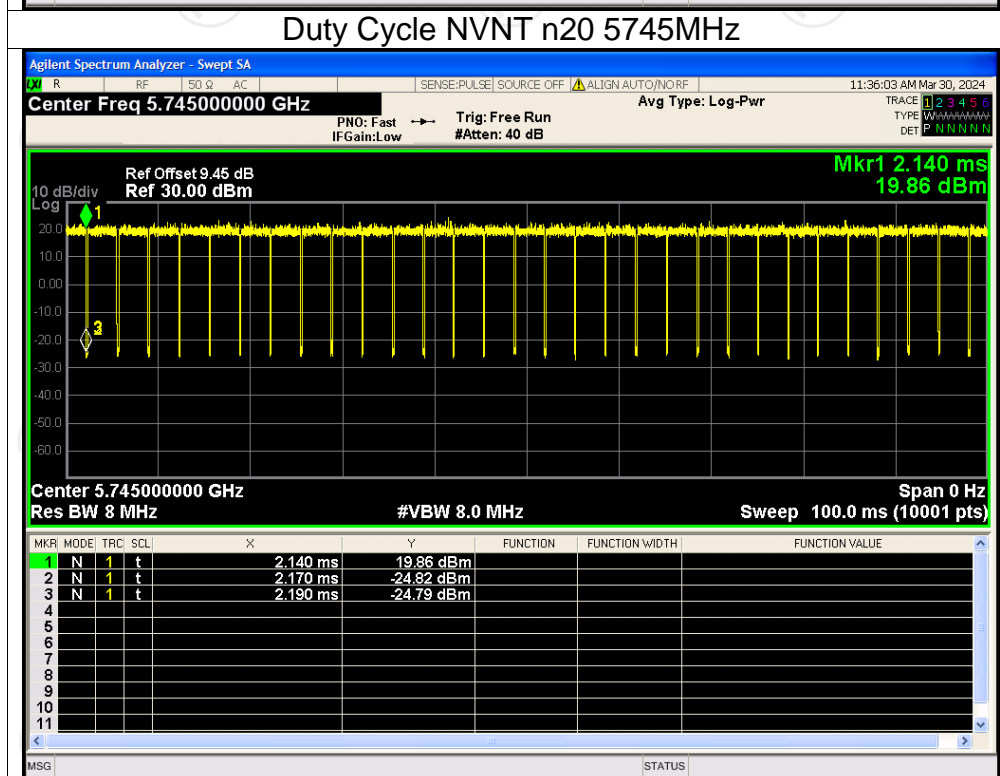 Duty Cycle NVNT n20 5745MHz
Agilent Spectrum Analyzer - Swept SA
LXI R RF 50 Ω AC SENSE:PULSE SOURCE OFF ALIGN AUTO/NO RF 11:36:03 AM Mar 30, 2024
Center Freq 5.745000000 GHz Avg Type: Log-Pwr TRACE 1 2 3 4 5 6
PNO: Fast Trig: Free Run TYPE W
IFGain:Low #Atten: 40 dB DET P N N N N N
Mkr1 2.140 ms
Ref Offset 9.45 dB 19.86 dBm
10 dB/div Ref 30.00 dBm
Log
1
20.0
10.0
0.00
-10.0
3
-20.0
-30.0
-40.0
-50.0
-60.0
Center 5.745000000 GHz Span 0 Hz
Res BW 8 MHz #VBW 8.0 MHz Sweep 100.0 ms (10001 pts)
MKR MODE TRC SCL X Y FUNCTION FUNCTION WIDTH FUNCTION VALUE
1 N 1 t 2.140 ms 19.86 dBm
2 N 1 t 2.170 ms -24.82 dBm
3 N 1 t 2.190 ms -24.79 dBm
4
5
6
7
8
9
10
11
MSG STATUS